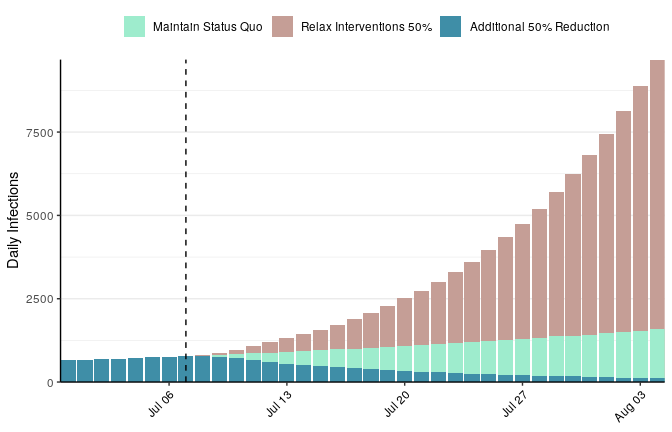 Maintain Status Quo Relax Interventions 50% Additional 50% Reduction
Daily Infections
7500
5000
2500
0
Jul 06 Jul 13 Jul 20 Jul 27 Aug 03